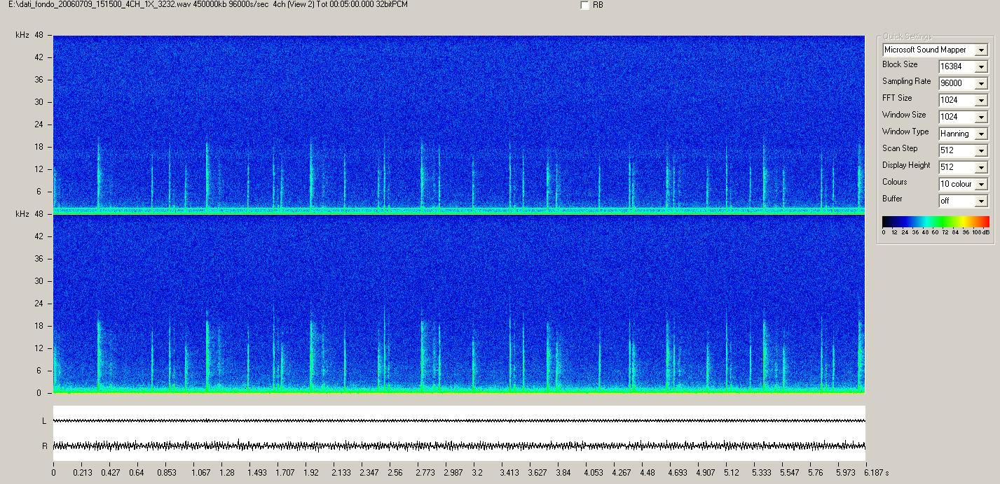 E:\dati_fondo_20060709_151500_4CH_1X_3232.wav 450000kb 96000s/sec 4ch (View 2) Tot 00:05:00.000 32bitPCM
RB
kHz 48
42
36
30
24
18
12
6
kHz 48
42
36
30
24
18
12
6
0
Quick Settings
Microsoft Sound Mapper
Block Size 16384
Sampling Rate 96000
FFT Size 1024
Window Size 1024
Window Type Hanning
Scan Step 512
Display Height 512
Colours 10 colour
Buffer off
0 12 24 36 48 60 72 84 96 108 dB
L
R
0 0.213 0.427 0.64 0.853 1.067 1.28 1.493 1.707 1.92 2.133 2.347 2.56 2.773 2.987 3.2 3.413 3.627 3.84 4.053 4.267 4.48 4.693 4.907 5.12 5.333 5.547 5.76 5.973 6.187 s